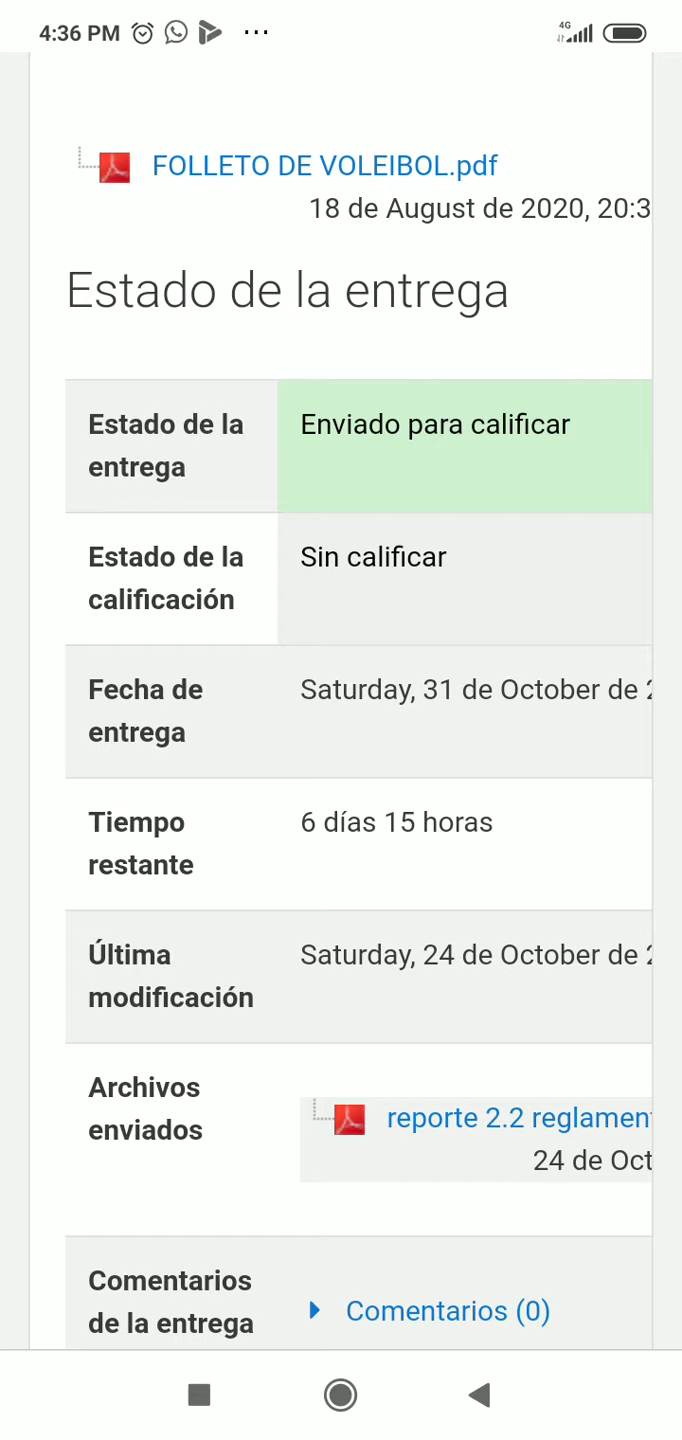 4:36 PM ... 4G
FOLLETO DE VOLEIBOL.pdf
18 de August de 2020, 20:3
Estado de la entrega
Estado de la Enviado para calificar
entrega
Estado de la Sin calificar
calificación
Fecha de Saturday, 31 de October de 2
entrega
Tiempo 6 días 15 horas
restante
Última Saturday, 24 de October de 2
modificación
Archivos
enviados
reporte 2.2 reglament
24 de Oct
Comentarios
de la entrega
Comentarios (0)